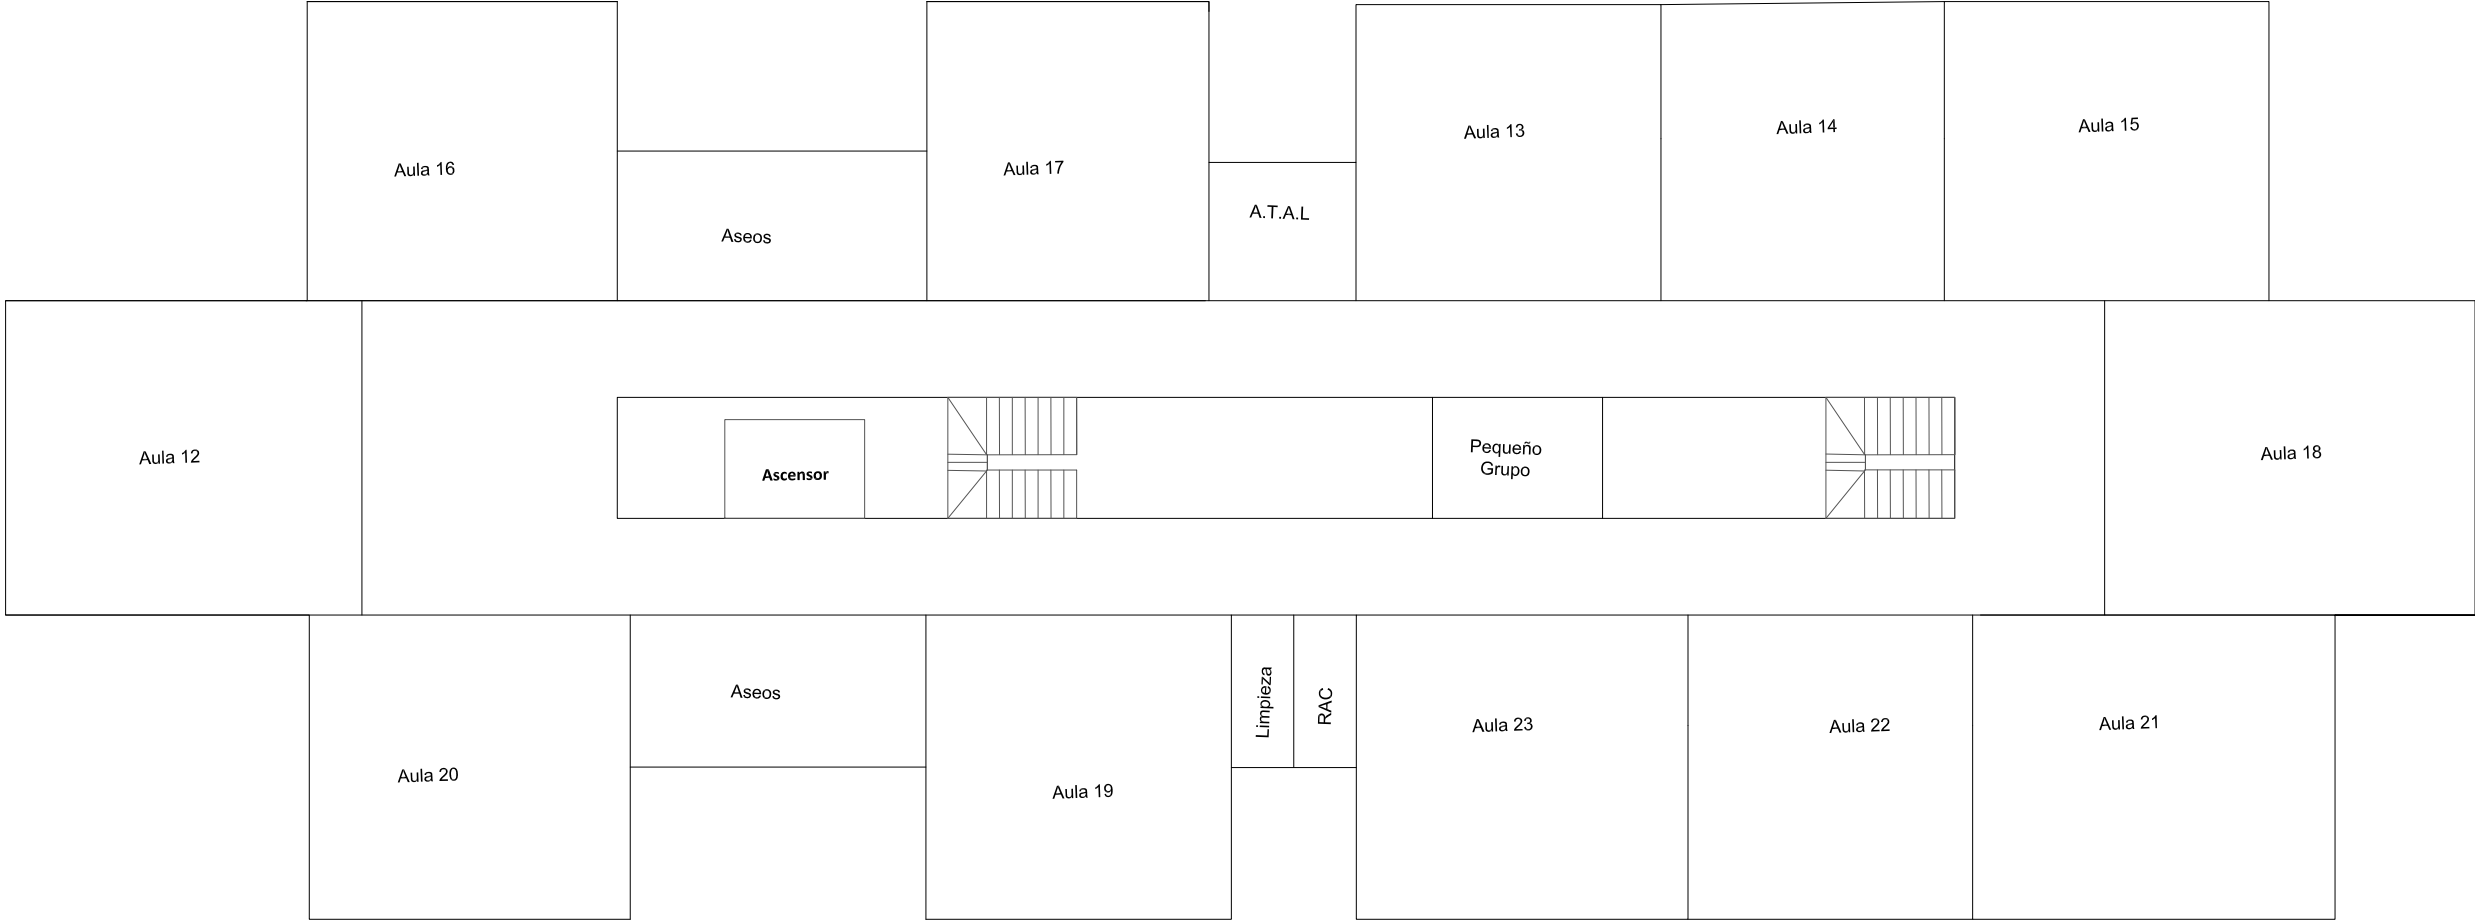 Aula 16
Aseos
Aula 17
A.T.A.L
Aula 13
Aula 14
Aula 15
Aula 12
Ascensor
Pequeño
Grupo
Aula 18
Aula 20
Aseos
Aula 19
Limpieza
RAC
Aula 23
Aula 22
Aula 21